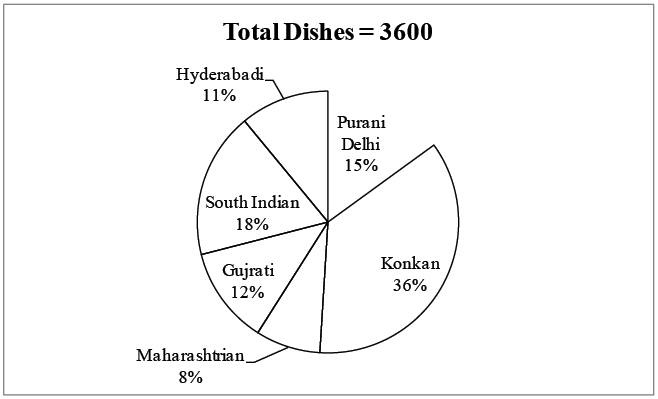 Total Dishes = 3600
Hyderabadi
11%
Purani
Delhi
15%
South Indian
18%
Konkan
36%
Gujrati
12%
Maharashtrian
8%